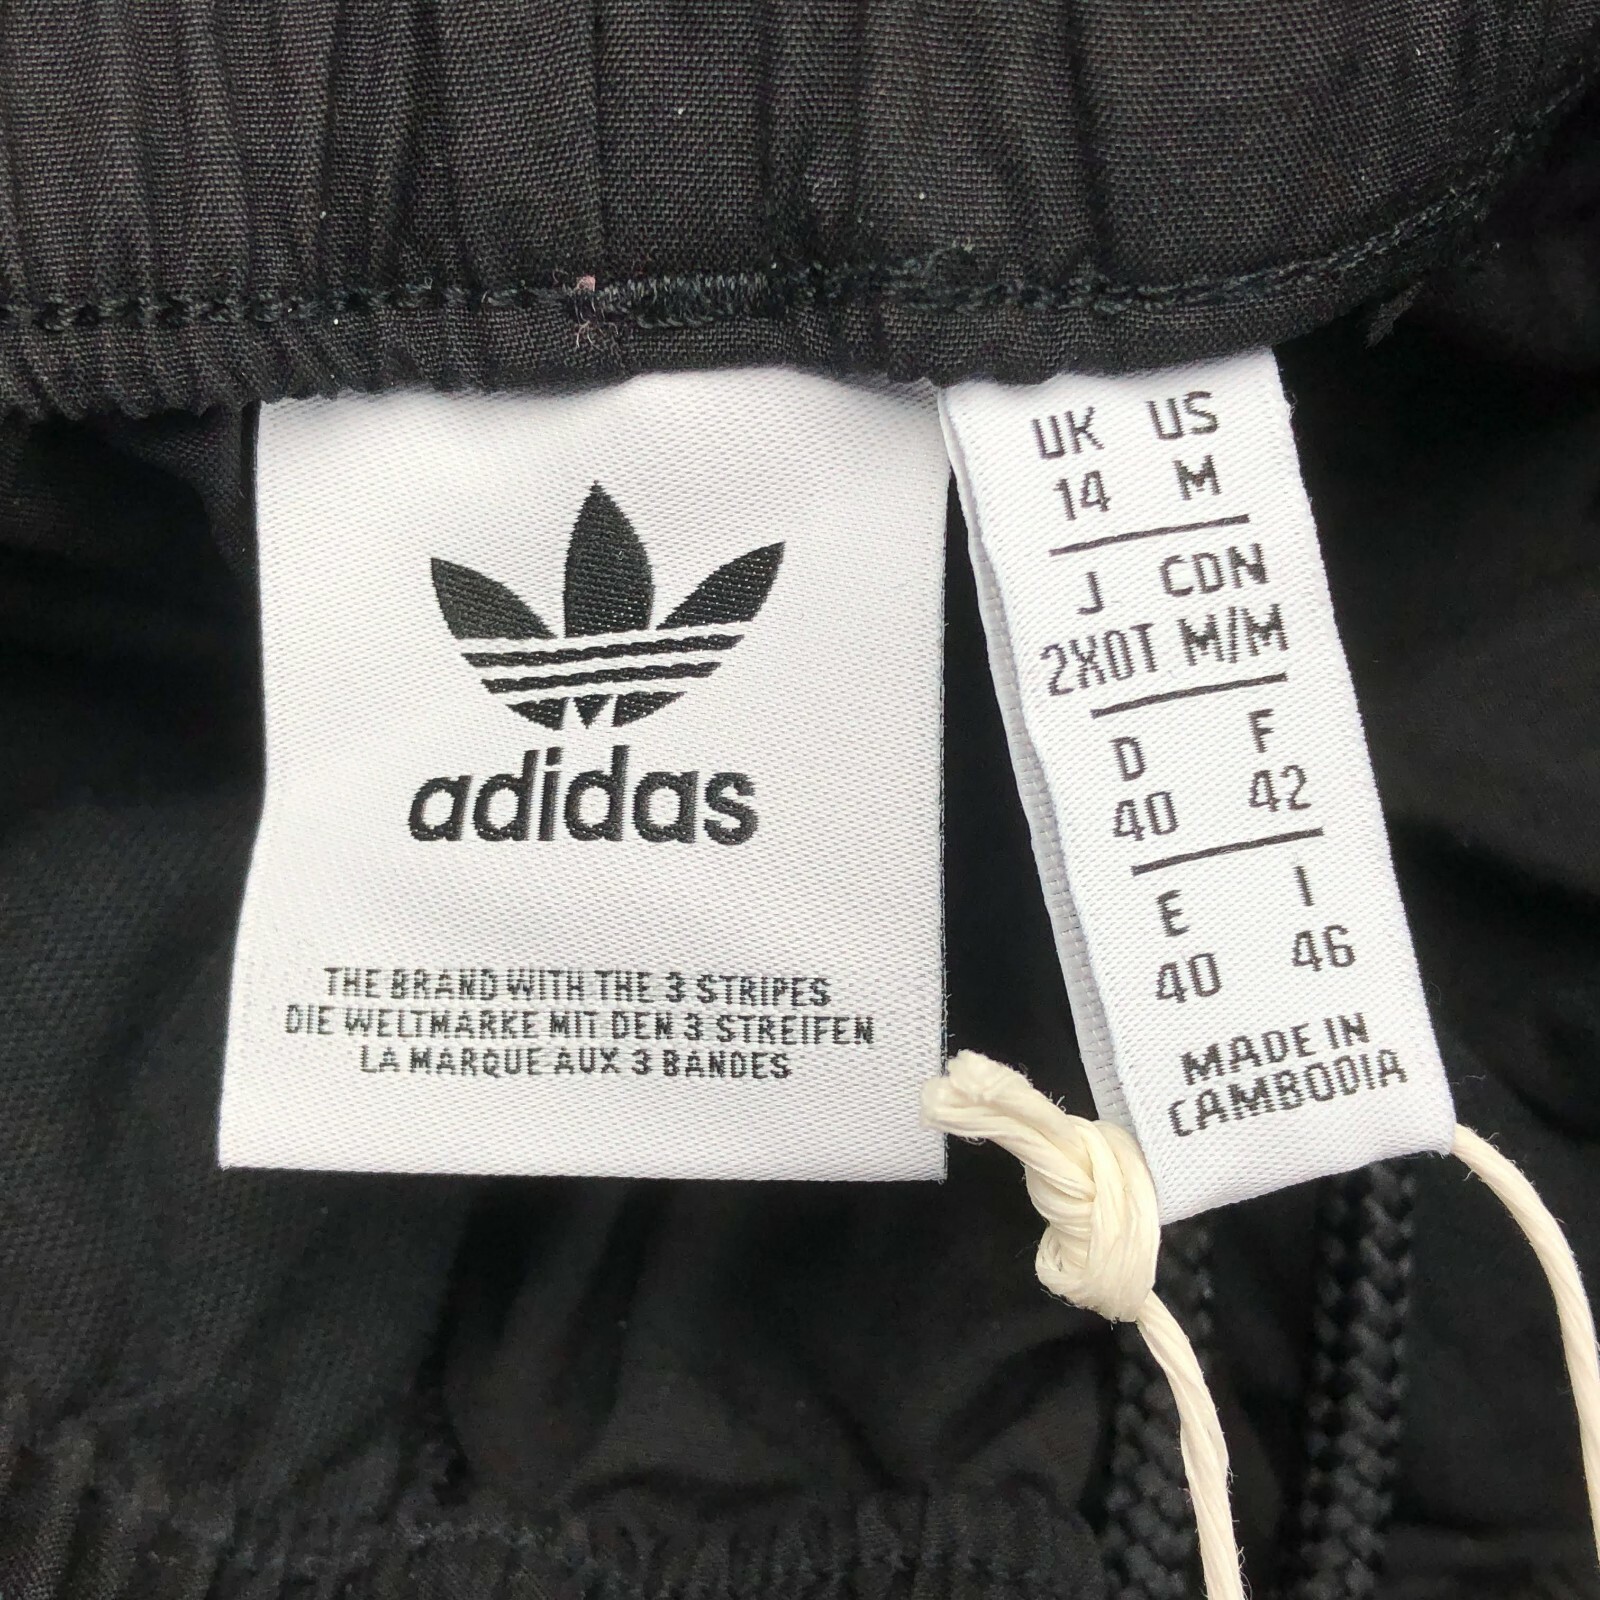 adidas
THE BRAND WITH THE 3 STRIPES
DIE WELTMARKE MIT DEN 3 STREIFEN
LA MARQUE AUX 3 BANDES
UK US
14 M
J CDN
2XOT M/M
D F
40 42
E I
40 46
MADE IN
CAMBODIA